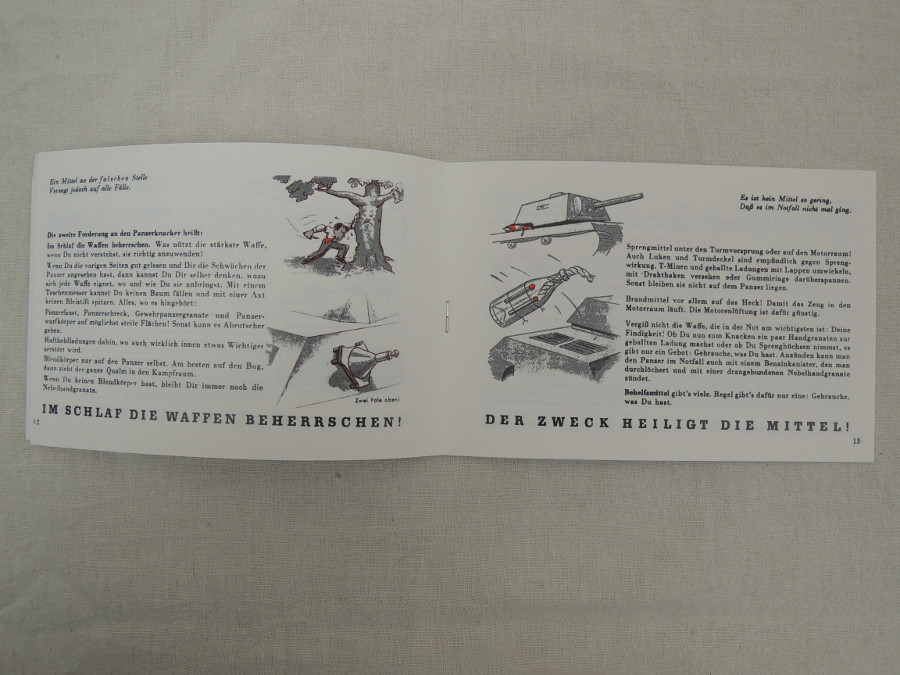 Ein Mittel an der falschen Stelle
Versagt jedoch auf alle Fälle.
Die zweite Forderung an den Panzerknacker heißt:
Im Schlaf die Waffen beherrschen. Was nützt die stärkste Waffe,
wenn Du nicht verstehst, sie richtig anzuwenden!
Wenn Du die vorigen Seiten gut gelesen und Dir die Schwächen der
Panzer angesehen hast, dann kannst Du Dir selber denken, wozu
sich jede Waffe eignet, wo und wie Du sie anbringst. Mit einem
Taschenmesser kannst Du keinen Baum fällen und mit einer Axt
keinen Bleistift spitzen. Alles, wo es hingehört:
Panzerfaust, Panzerschreck, Gewehrpanzergranate und Panzer-
wurfkörper auf möglichst steile Flächen! Sonst kann es Abrutscher
geben.
Hafthohlladungen dahin, wo auch wirklich innen etwas Wichtiges
zerstört wird.
Blendkörper nur auf den Panzer selbst. Am besten auf den Bug,
dann zieht der ganze Qualm in den Kampfraum.
Wenn Du keinen Blendkörper hast, bleibt Dir immer noch die
Nebelhandgranate.
Zwei Pole oben!
IM SCHLAF DIE WAFFEN BEHERRSCHEN!
12
Es ist kein Mittel so gering,
Daß es im Notfall nicht mal ging.
Sprengmittel unter den Turmvorsprung oder auf den Motorraum!
Auch Luken und Turmdeckel sind empfindlich gegen Spreng-
wirkung. T-Minen und geballte Ladungen mit Lappen umwickeln,
mit Drahthaken versehen oder Gummiringe darüberspannen.
Sonst bleiben sie nicht auf dem Panzer liegen.
Brandmittel vor allem auf das Heck! Damit das Zeug in den
Motorraum läuft. Die Motorenlüftung ist dafür günstig.
Vergiß nicht die Waffe, die in der Not am wichtigsten ist: Deine
Findigkeit! Ob Du nun zum Knacken ein paar Handgranaten zur
geballten Ladung machst oder ob Du Sprengbüchsen nimmst, es
gibt nur ein Gebot: Gebrauche, was Du hast. Anzünden kann man
den Panzer im Notfall auch mit einem Benzinkanister, den man
durchlöchert und mit einer drangebundenen Nebelhandgranate
zündet.
Behelfsmittel gibt's viele. Regel gibt's dafür nur eine: Gebrauche,
was Du hast.
DER ZWECK HEILIGT DIE MITTEL!
13